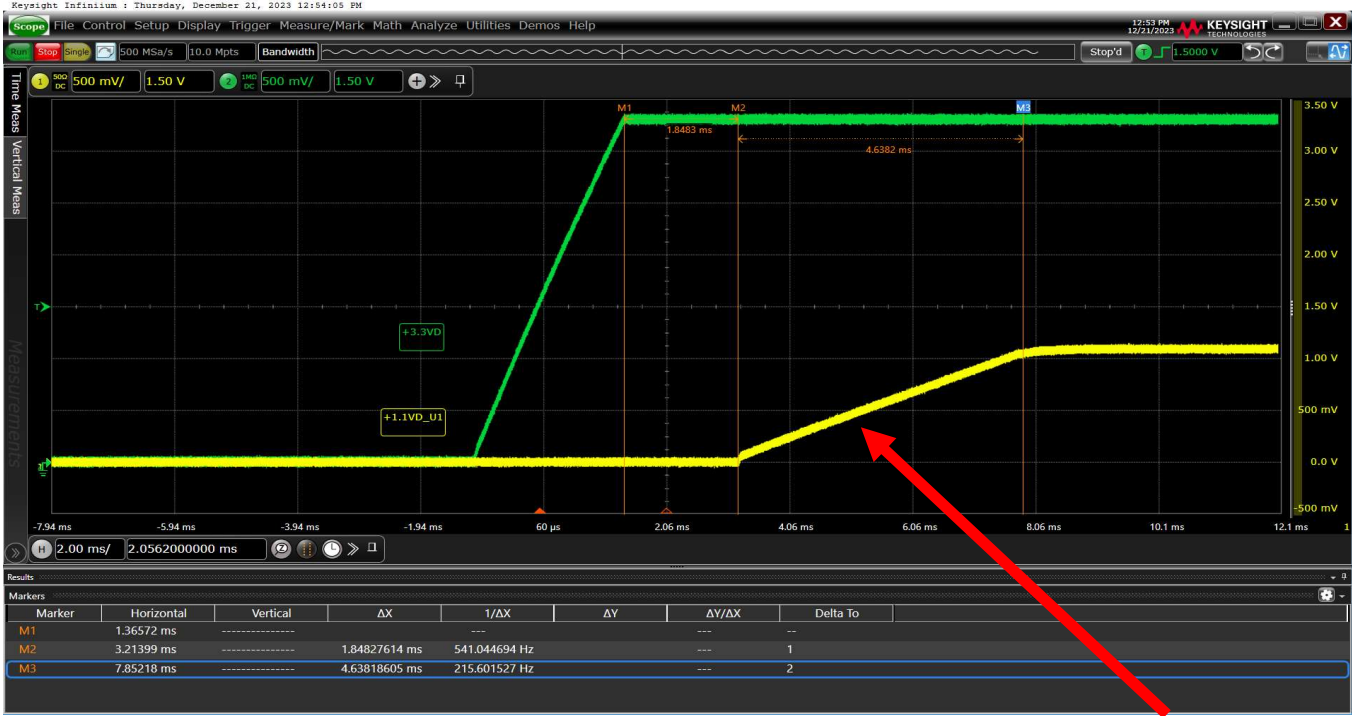 Keysight Infiniium : Thursday, December 21, 2023 12:54:05 PM
Scope File Control Setup Display Trigger Measure/Mark Math Analyze Utilities Demos Help
12:53 PM
12/21/2023
KEYSIGHT
TECHNOLOGIES
Run Stop Single 500 MSa/s 10.0 Mpts Bandwidth Stop'd T 1.5000 V
1 50Ω DC 500 mV/ 1.50 V 2 1MΩ DC 500 mV/ 1.50 V
Time Meas
Vertical Meas
Measurements
M1 M2 M3
1.8483 ms
4.6382 ms
3.50 V
3.00 V
2.50 V
2.00 V
T 1.50 V
+3.3VD
1.00 V
+1.1VD_U1
500 mV
0.0 V
-500 mV
-7.94 ms -5.94 ms -3.94 ms -1.94 ms 60 µs 2.06 ms 4.06 ms 6.06 ms 8.06 ms 10.1 ms 12.1 ms 1
H 2.00 ms/ 2.0562000000 ms Z
Results
Markers
Marker Horizontal Vertical ΔX 1/ΔX ΔY ΔY/ΔX Delta To
M1 1.36572 ms --------------- --- --- --
M2 3.21399 ms --------------- 1.84827614 ms 541.044694 Hz --- 1
M3 7.85218 ms --------------- 4.63818605 ms 215.601527 Hz --- 2